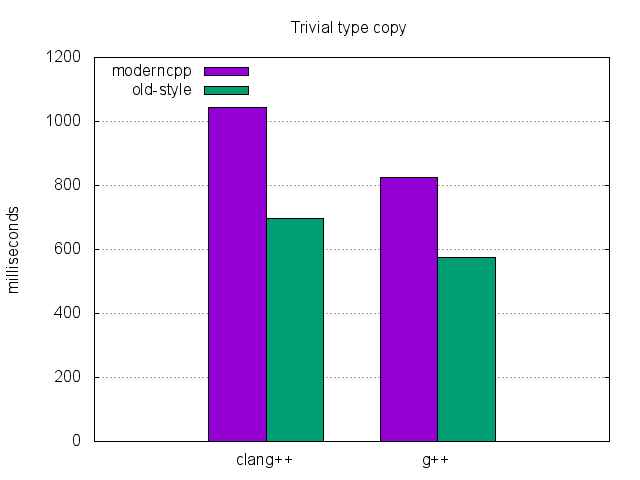 Trivial type copy
1200
1000
800
600
400
200
0
milliseconds
moderncpp
old-style
clang++
g++